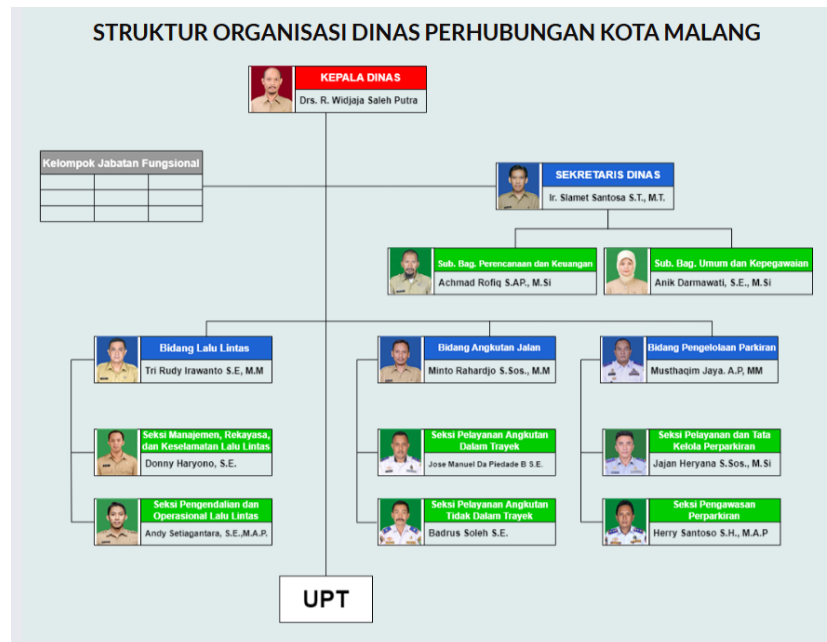 STRUKTUR ORGANISASI DINAS PERHUBUNGAN KOTA MALANG
KEPALA DINAS
Drs. R. Widjaja Saleh Putra
Kelompok Jabatan Fungsional
SEKRETARIS DINAS
Ir. Slamet Santosa S.T., M.T.
Sub. Bag. Perencanaan dan Keuangan
Achmad Rofiq S.AP., M.Si
Sub. Bag. Umum dan Kepegawaian
Anik Darmawati, S.E., M.Si
Bidang Lalu Lintas
Tri Rudy Irawanto S.E, M.M
Bidang Angkutan Jalan
Minto Rahardjo S.Sos., M.M
Bidang Pengelolaan Parkiran
Musthaqim Jaya. A.P, MM
Seksi Manajemen, Rekayasa,
dan Keselamatan Lalu Lintas
Donny Haryono, S.E.
Seksi Pelayanan Angkutan
Dalam Trayek
Jose Manuel Da Piedade B S.E.
Seksi Pelayanan dan Tata
Kelola Perparkiran
Jajan Heryana S.Sos., M.Si
Seksi Pengendalian dan
Operasional Lalu Lintas
Andy Setiagantara, S.E.,M.A.P.
Seksi Pelayanan Angkutan
Tidak Dalam Trayek
Badrus Soleh S.E.
Seksi Pengawasan
Perparkiran
Herry Santoso S.H., M.A.P
UPT